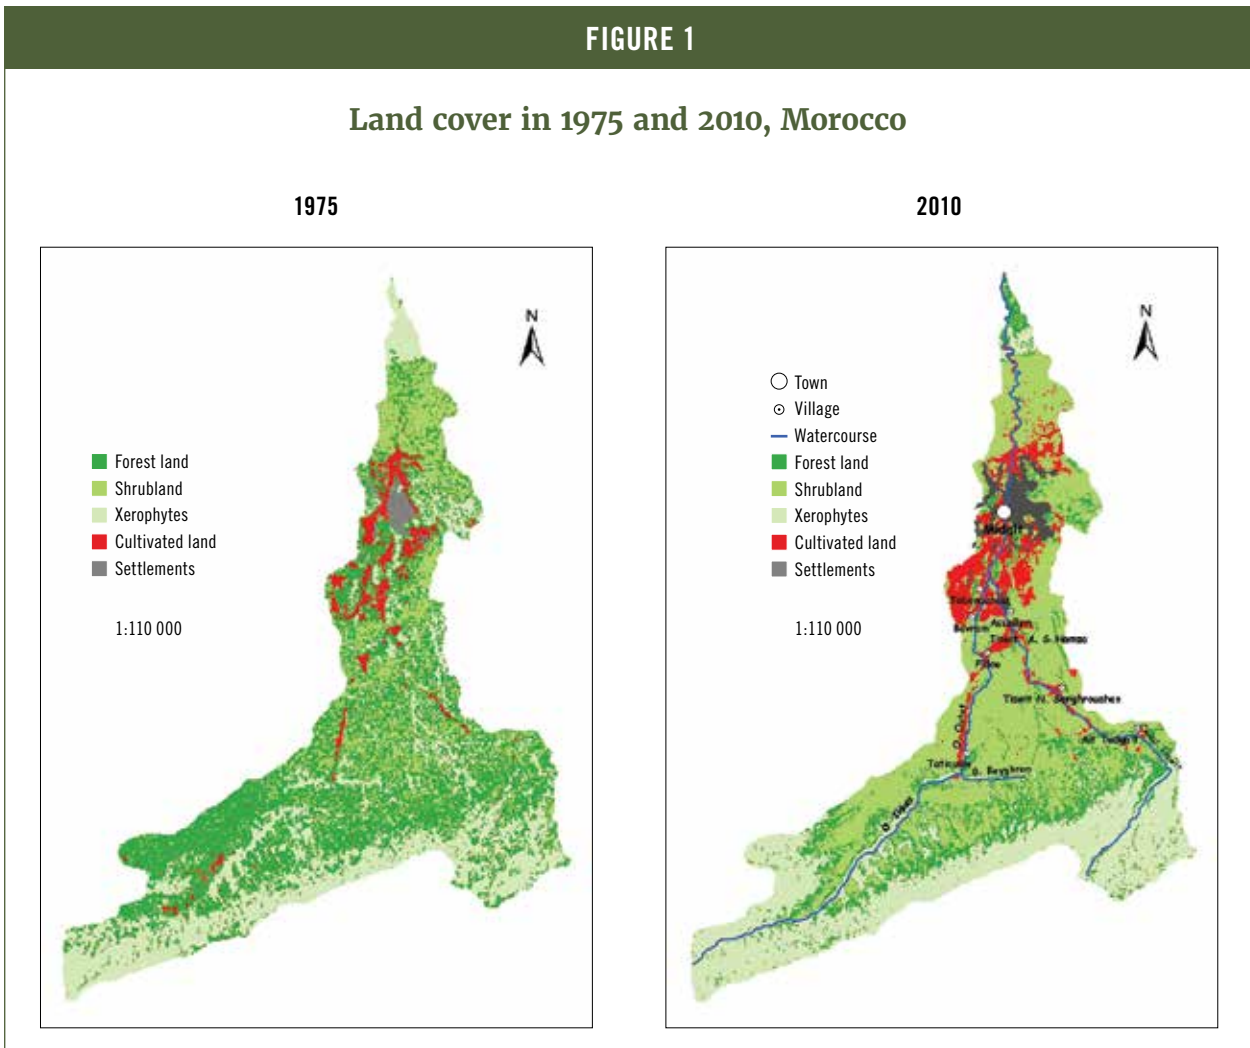 FIGURE 1
Land cover in 1975 and 2010, Morocco
1975
N
Forest land
Shrubland
Xerophytes
Cultivated land
Settlements
1:110 000
2010
N
Town
Village
Watercourse
Forest land
Shrubland
Xerophytes
Cultivated land
Settlements
1:110 000
Midelt